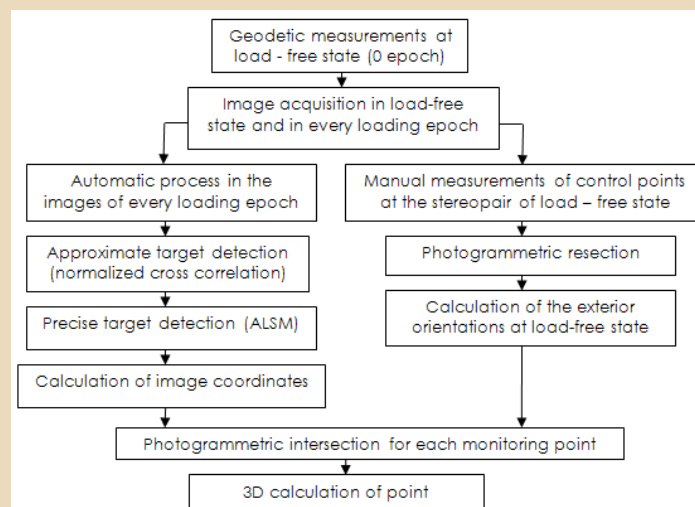 Geodetic measurements at
load - free state (0 epoch)
Image acquisition in load-free
state and in every loading epoch
Automatic process in the
images of every loading epoch
Approximate target detection
(normalized cross correlation)
Precise target detection (ALSM)
Calculation of image coordinates
Manual measurements of control points
at the stereopair of load – free state
Photogrammetric resection
Calculation of the exterior
orientations at load-free state
Photogrammetric intersection for each monitoring point
3D calculation of point